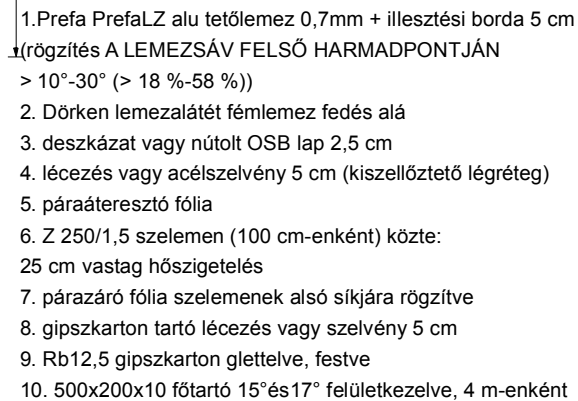 1.Prefa PrefaLZ alu tetőlemez 0,7mm + illesztési borda 5 cm
(rögzítés A LEMEZSÁV FELSŐ HARMADPONTJÁN
> 10°-30° (> 18 %-58 %))
2. Dörken lemezalátét fémlemez fedés alá
3. deszkázat vagy nútolt OSB lap 2,5 cm
4. lécezés vagy acélszelvény 5 cm (kiszellőztető légréteg)
5. páraáteresztó fólia
6. Z 250/1,5 szelemen (100 cm-enként) közte:
25 cm vastag hőszigetelés
7. párazáró fólia szelemenek alsó síkjára rögzítve
8. gipszkarton tartó lécezés vagy szelvény 5 cm
9. Rb12,5 gipszkarton glettelve, festve
10. 500x200x10 főtartó 15°és17° felületkezelve, 4 m-enként